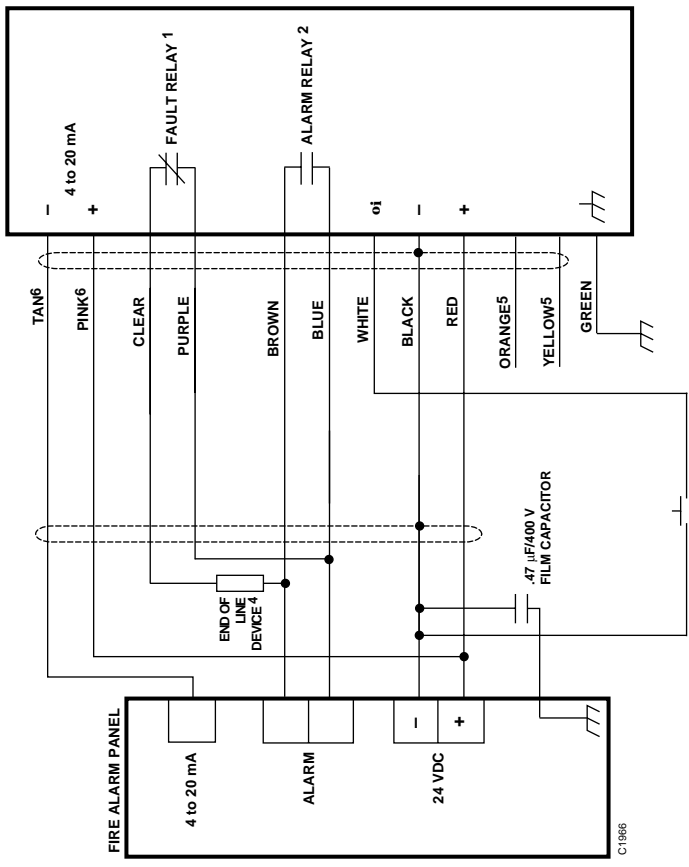 4 to 20 mA
–
+
FAULT RELAY 1
ALARM RELAY 2
oi
–
+
TAN6
PINK6
CLEAR
PURPLE
BROWN
BLUE
WHITE
BLACK
RED
ORANGE5
YELLOW5
GREEN
END OF
LINE
DEVICE 4
.47 µF/400 V
FILM CAPACITOR
FIRE ALARM PANEL
4 to 20 mA
ALARM
24 VDC
–
+
C1966